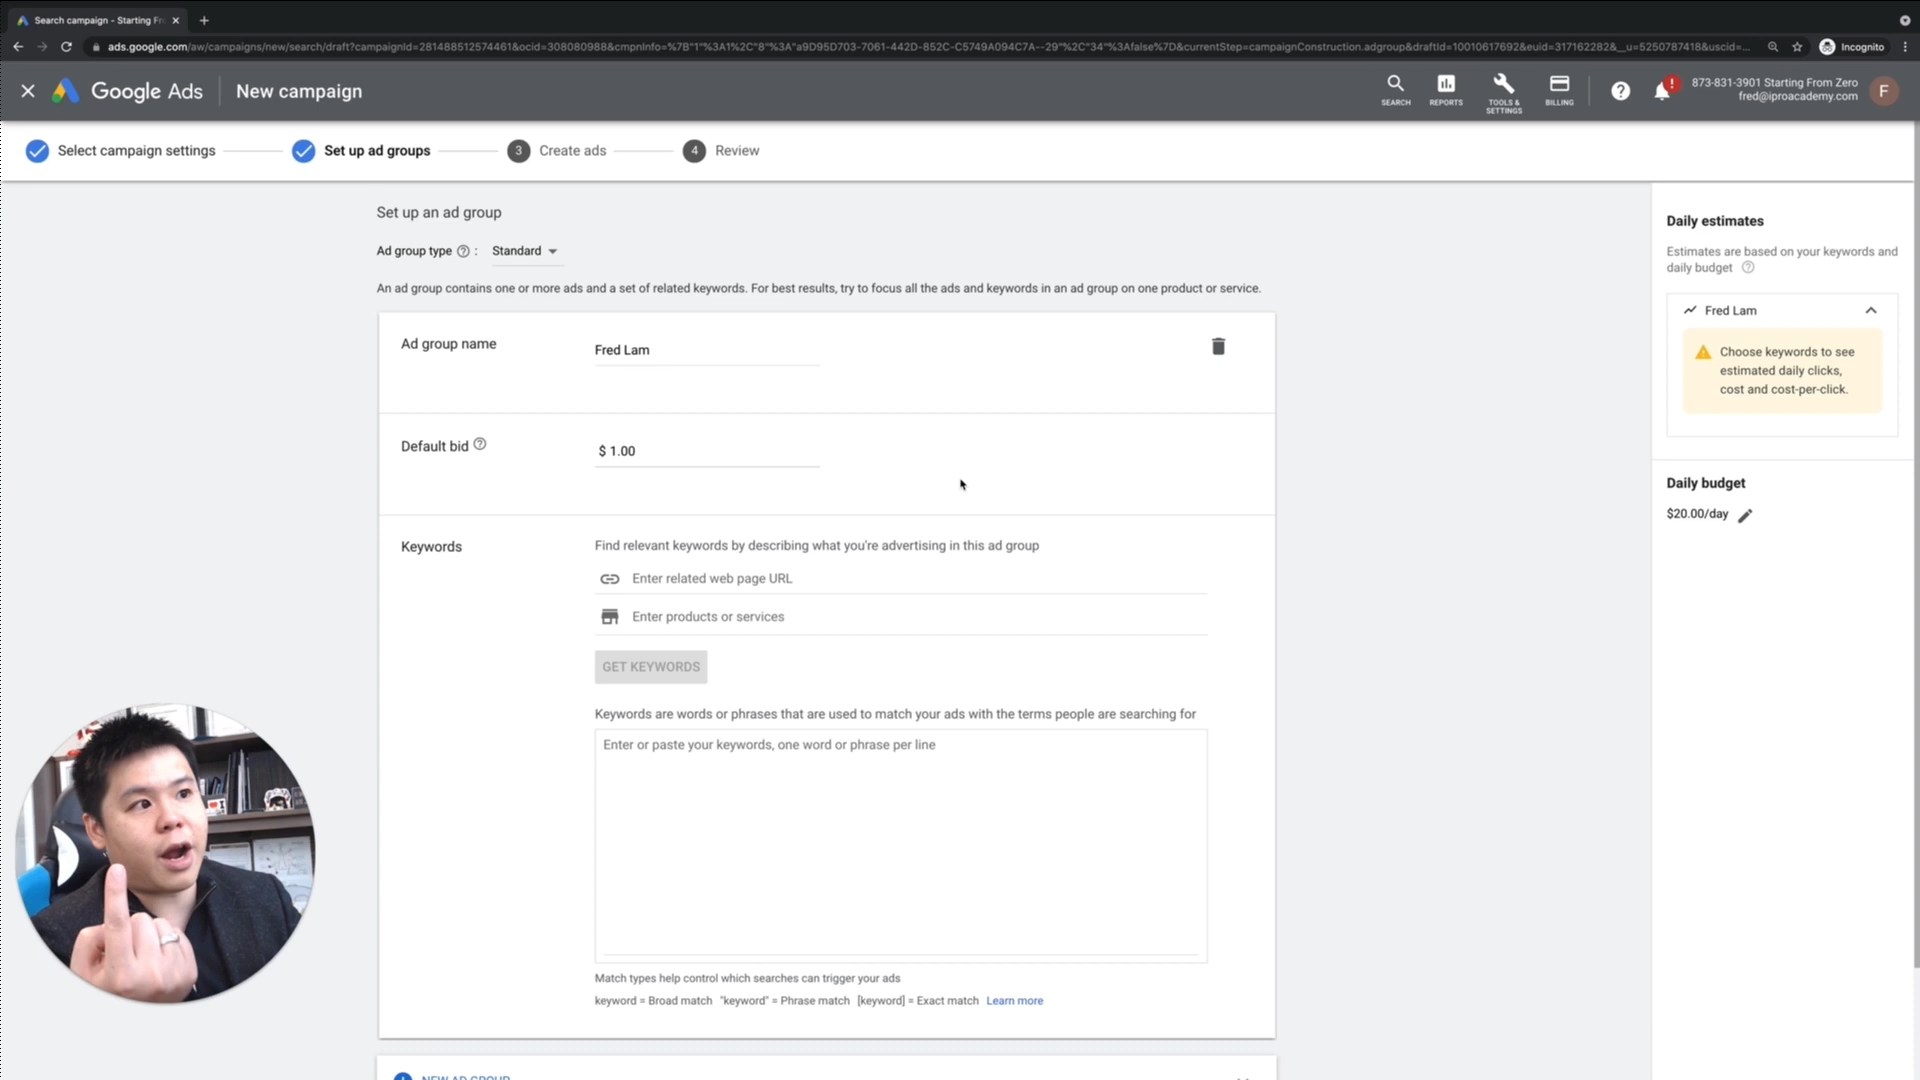 Search campaign - Starting Fr
ads.google.com/aw/campaigns/new/search/draft?campaignId=281488512574461&ocid=308080988&cmpnInfo=%7B"1"%3A1%2C"8"%3A"a9D95D703-7061-442D-852C-C5749A094C7A--29"%2C"34"%3Afalse%7D&currentStep=campaignConstruction.adgroup&draftId=10010617692&euid=317162282&__u=5250787418&uscid=...
Incognito
Google Ads
New campaign
SEARCH
REPORTS
TOOLS & SETTINGS
BILLING
873-831-3901 Starting From Zero
fred@iproacademy.com
F
Select campaign settings
Set up ad groups
3 Create ads
4 Review
Set up an ad group
Ad group type : Standard
An ad group contains one or more ads and a set of related keywords. For best results, try to focus all the ads and keywords in an ad group on one product or service.
Ad group name
Fred Lam
Default bid
$ 1.00
Keywords
Find relevant keywords by describing what you're advertising in this ad group
Enter related web page URL
Enter products or services
GET KEYWORDS
Keywords are words or phrases that are used to match your ads with the terms people are searching for
Enter or paste your keywords, one word or phrase per line
Match types help control which searches can trigger your ads
keyword = Broad match "keyword" = Phrase match [keyword] = Exact match Learn more
NEW AD GROUP
Daily estimates
Estimates are based on your keywords and
daily budget
Fred Lam
Choose keywords to see
estimated daily clicks,
cost and cost-per-click.
Daily budget
$20.00/day